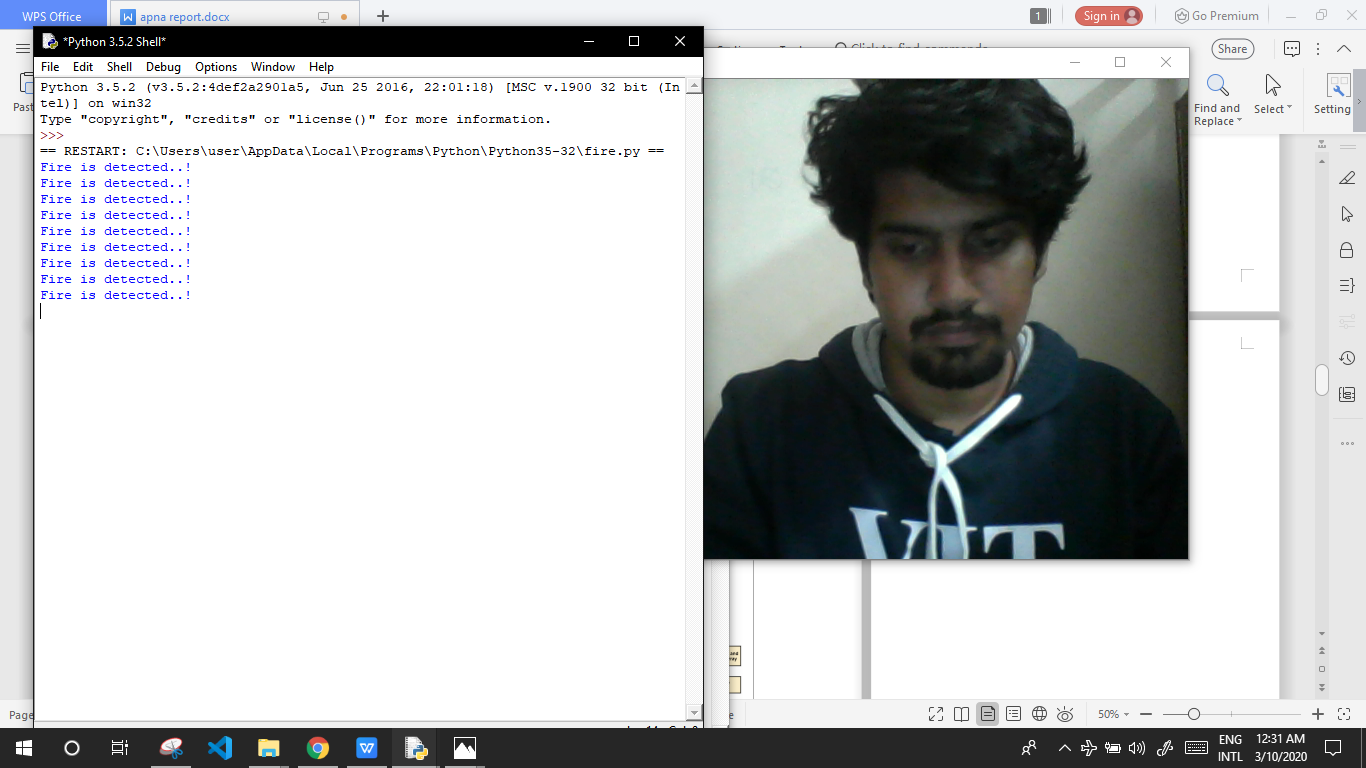 WPS Office
apna report.docx
1
Sign in
Go Premium
*Python 3.5.2 Shell*
File Edit Shell Debug Options Window Help
Click to find commands
Share
Python 3.5.2 (v3.5.2:4def2a2901a5, Jun 25 2016, 22:01:18) [MSC v.1900 32 bit (In
tel)] on win32
Type "copyright", "credits" or "license()" for more information.
>>>
== RESTART: C:\Users\user\AppData\Local\Programs\Python\Python35-32\fire.py ==
Fire is detected..!
Fire is detected..!
Fire is detected..!
Fire is detected..!
Fire is detected..!
Fire is detected..!
Fire is detected..!
Fire is detected..!
Fire is detected..!
Past
Find and
Replace
Select
Setting
VIT
Page
50%
ENG
INTL
12:31 AM
3/10/2020